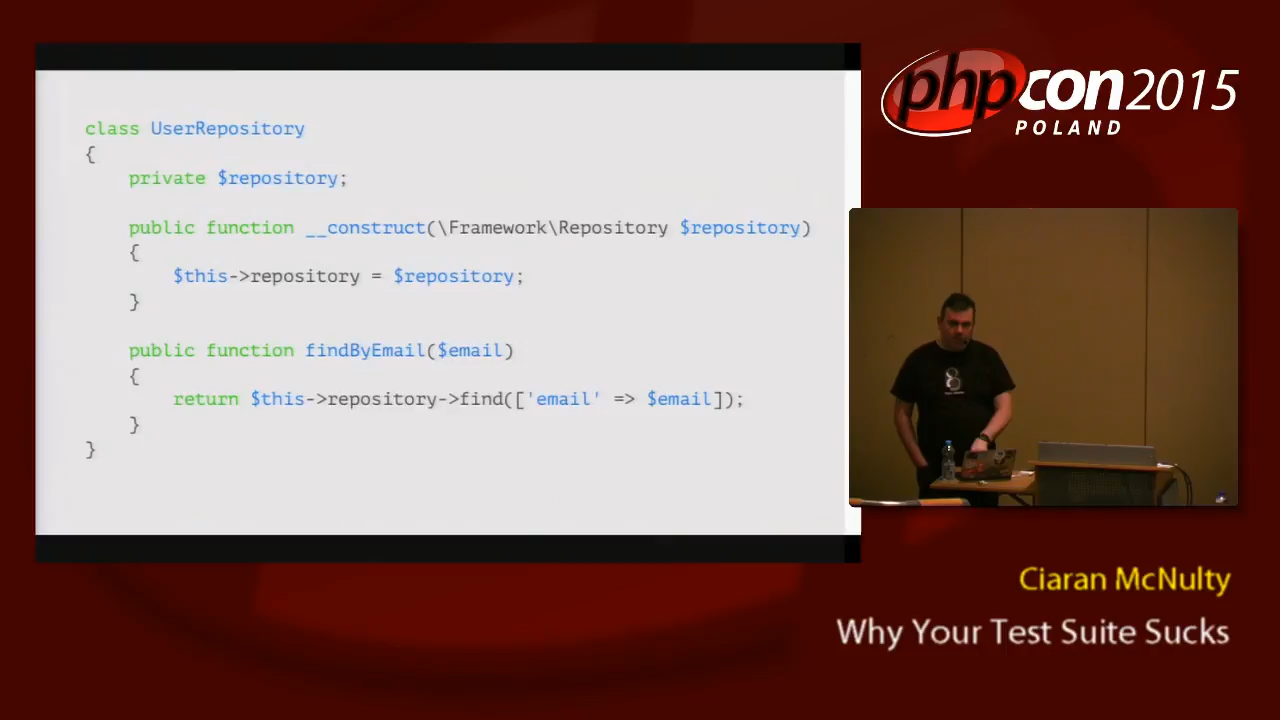 class UserRepository
{
private $repository;
public function __construct(\Framework\Repository $repository)
{
$this->repository = $repository;
}
public function findByEmail($email)
{
return $this->repository->find(['email' => $email]);
}
}
phpcon2015
POLAND
Ciaran McNulty
Why Your Test Suite Sucks